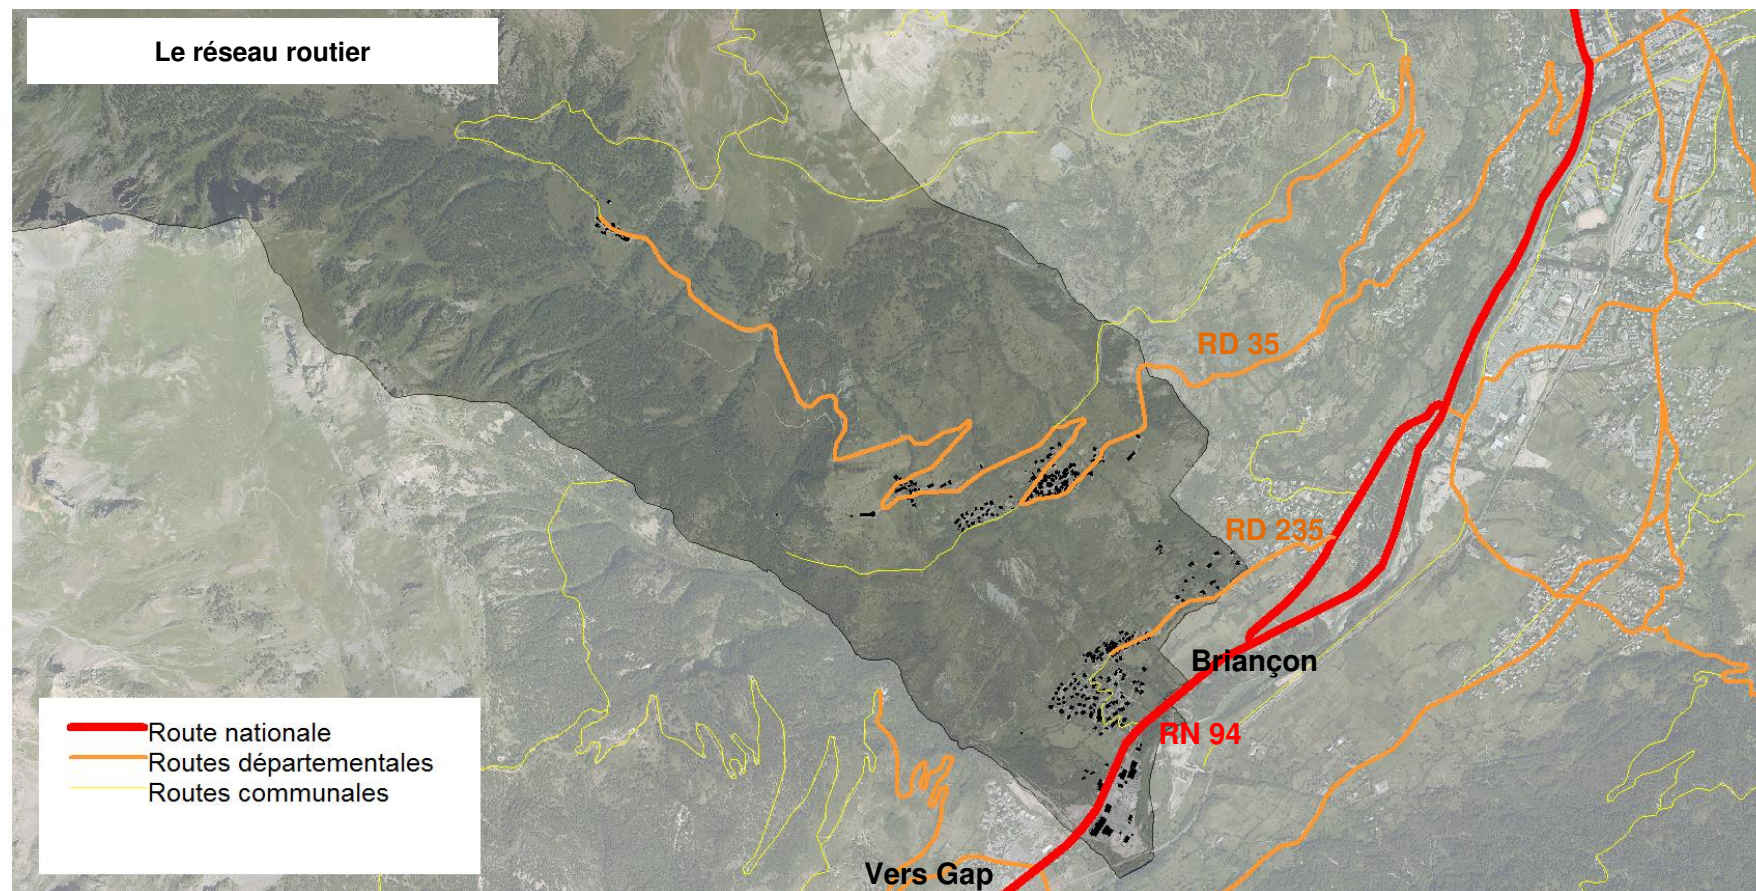 Le réseau routier
RD 35
RD 235
Briançon
RN 94
Route nationale
Routes départementales
Routes communales
Vers Gap